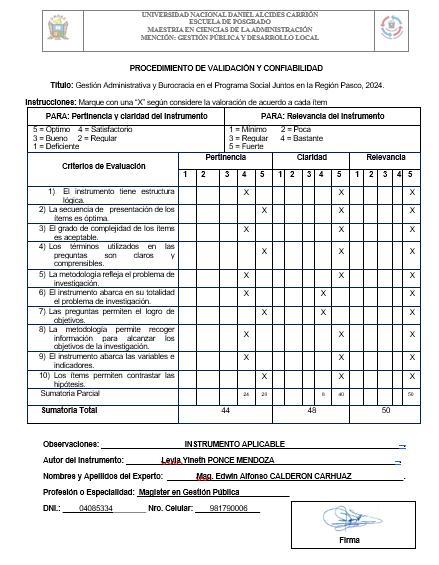 UNIVERSIDAD NACIONAL DANIEL ALCIDES CARRIÓN
ESCUELA DE POSGRADO
MAESTRIA EN CIENCIAS DE LA ADMINISTRACIÓN
MENCIÓN: GESTIÓN PÚBLICA Y DESARROLLO LOCAL
PROCEDIMIENTO DE VALIDACIÓN Y CONFIABILIDAD
Título: Gestión Administrativa y Burocracia en el Programa Social Juntos en la Región Pasco, 2024.
Instrucciones: Marque con una "X" según considere la valoración de acuerdo a cada ítem
PARA: Pertinencia y claridad del Instrumento PARA: Relevancia del Instrumento
5 = Optimo 4 = Satisfactorio 1 = Mínimo 2 = Poca
3 = Bueno 2 = Regular 3 = Regular 4 = Bastante
1 = Deficiente 5 = Fuerte
Criterios de Evaluación Pertinencia Claridad Relevancia
1 2 3 4 5 1 2 3 4 5 1 2 3 4 5
1) El instrumento tiene estructura X X X
lógica.
2) La secuencia de presentación de los X X X
ítems es óptima.
3) El grado de complejidad de los ítems X X X
es aceptable.
4) Los términos utilizados en las
preguntas son claros y X X X
comprensibles.
5) La metodología refleja el problema de X X X
investigación.
6) El instrumento abarca en su totalidad X X X
el problema de investigación.
7) Las preguntas permiten el logro de X X X
objetivos.
8) La metodología permite recoger
información para alcanzar los X X X
objetivos de la investigación.
9) El instrumento abarca las variables e X X X
indicadores.
10) Los ítems permiten contrastar las X X X
hipótesis.
Sumatoria Parcial 24 20 8 40 50
Sumatoria Total 44 48 50
Observaciones: INSTRUMENTO APLICABLE
Autor del Instrumento: Leyla Yineth PONCE MENDOZA
Nombres y Apellidos del Experto: Mag. Edwin Alfonso CALDERON CARHUAZ
Profesión o Especialidad: Magister en Gestión Pública
DNI.: 04085334 Nro. Celular: 981790006
Firma